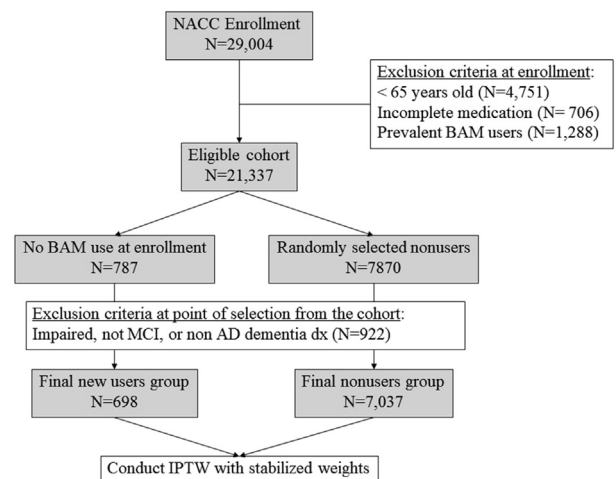 NACC Enrollment
N=29,004
Exclusion criteria at enrollment:
< 65 years old (N=4,751)
Incomplete medication (N= 706)
Prevalent BAM users (N=1,288)
Eligible cohort
N=21,337
No BAM use at enrollment
N=787
Randomly selected nonusers
N=7870
Exclusion criteria at point of selection from the cohort:
Impaired, not MCI, or non AD dementia dx (N=922)
Final new users group
N=698
Final nonusers group
N=7,037
Conduct IPTW with stabilized weights